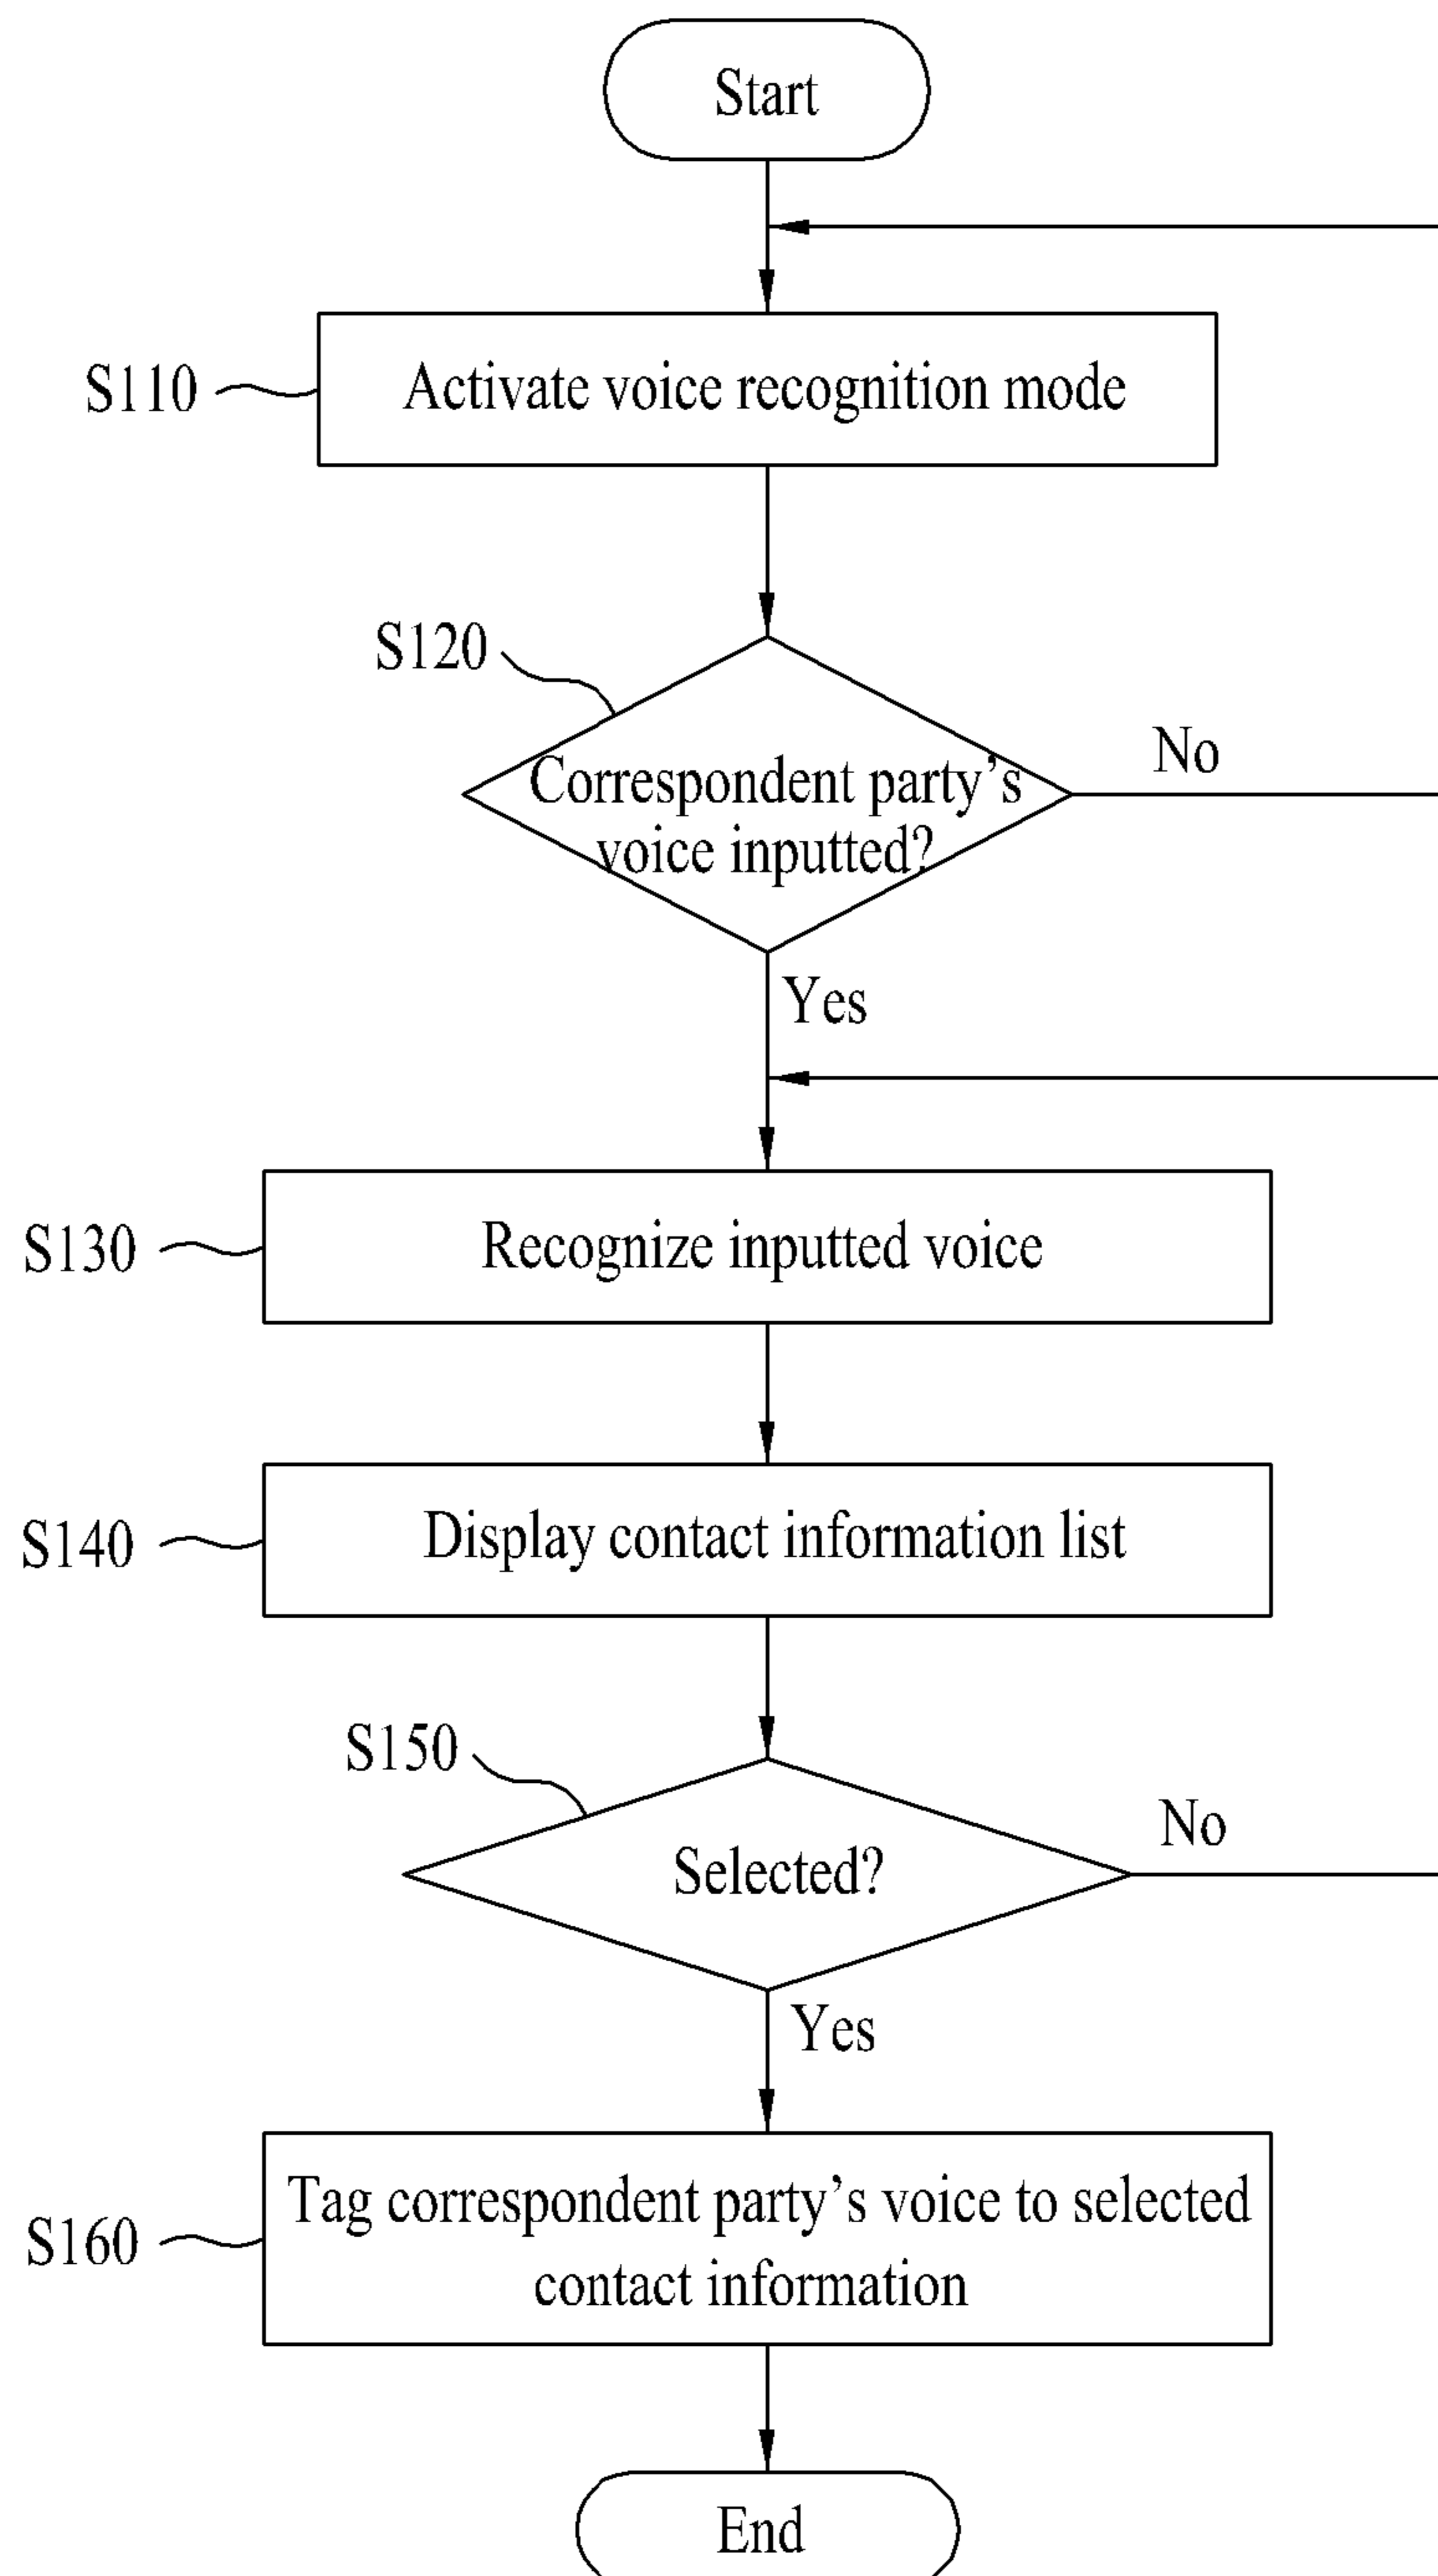 Start
S110
Activate voice recognition mode
S120
Correspondent party’s
voice inputted?
No
Yes
S130
Recognize inputted voice
S140
Display contact information list
S150
Selected?
No
Yes
S160
Tag correspondent party’s voice to selected
contact information
End